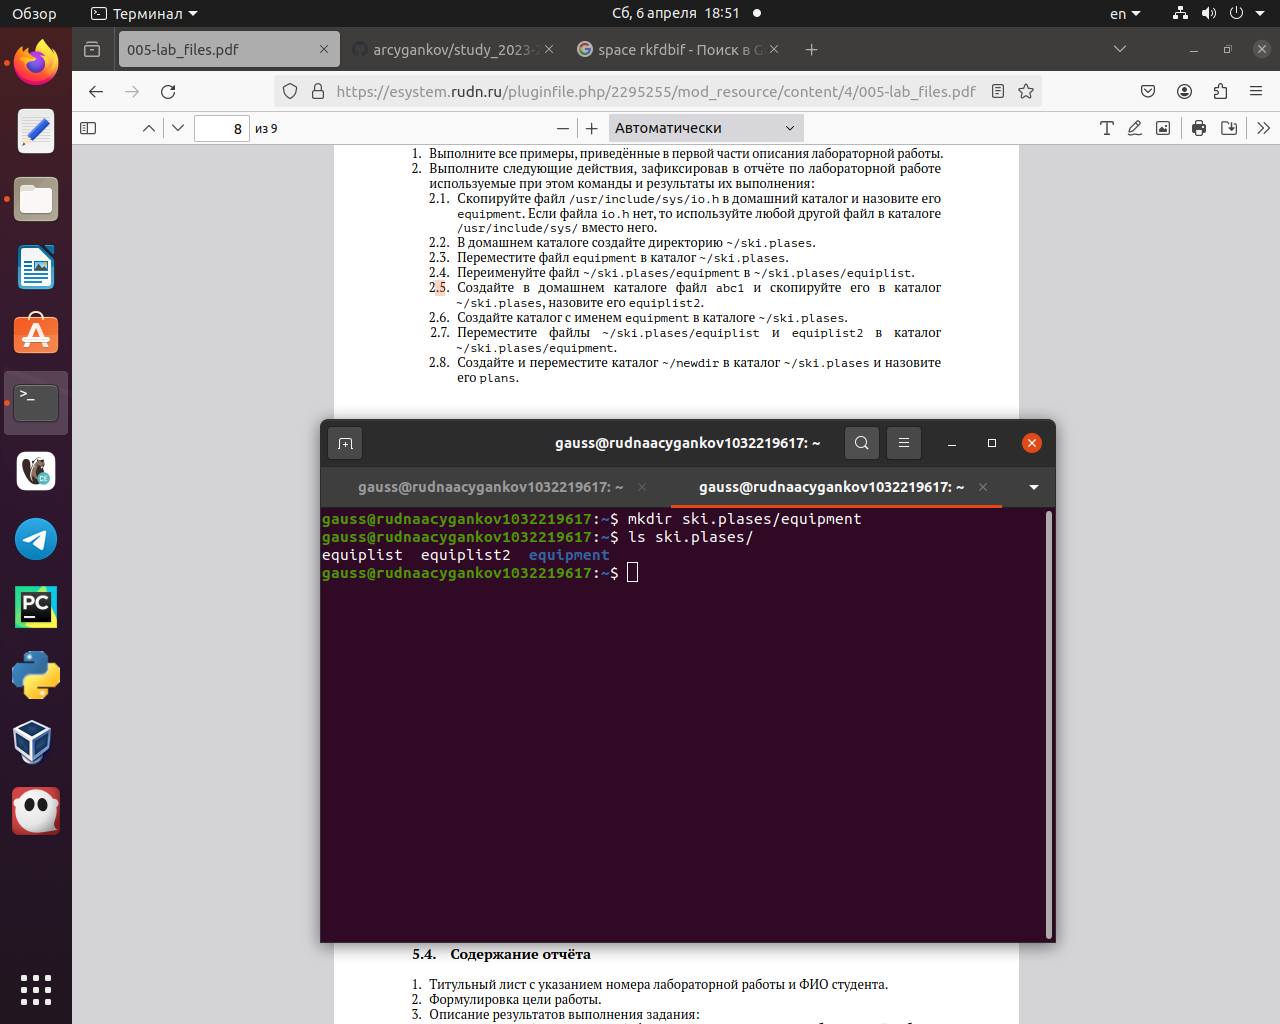 Обзор
Терминал
Сб, 6 апреля 18:51
en
005-lab_files.pdf
arcygankov/study_2023-2
space rkfdbif - Поиск в G
https://esystem.rudn.ru/pluginfile.php/2295255/mod_resource/content/4/005-lab_files.pdf
8
из 9
Автоматически
1. Выполните все примеры, приведённые в первой части описания лабораторной работы.
2. Выполните следующие действия, зафиксировав в отчёте по лабораторной работе
используемые при этом команды и результаты их выполнения:
2.1. Скопируйте файл /usr/include/sys/io.h в домашний каталог и назовите его
equipment. Если файла io.h нет, то используйте любой другой файл в каталоге
/usr/include/sys/ вместо него.
2.2. В домашнем каталоге создайте директорию ~/ski.plases.
2.3. Переместите файл equipment в каталог ~/ski.plases.
2.4. Переименуйте файл ~/ski.plases/equipment в ~/ski.plases/equiplist.
2.5. Создайте в домашнем каталоге файл abc1 и скопируйте его в каталог
~/ski.plases, назовите его equiplist2.
2.6. Создайте каталог с именем equipment в каталоге ~/ski.plases.
2.7. Переместите файлы ~/ski.plases/equiplist и equiplist2 в каталог
~/ski.plases/equipment.
2.8. Создайте и переместите каталог ~/newdir в каталог ~/ski.plases и назовите
его plans.
gauss@rudnaacygankov1032219617: ~
gauss@rudnaacygankov1032219617: ~
gauss@rudnaacygankov1032219617: ~
gauss@rudnaacygankov1032219617:~$ mkdir ski.plases/equipment
gauss@rudnaacygankov1032219617:~$ ls ski.plases/
equiplist equiplist2 equipment
gauss@rudnaacygankov1032219617:~$
5.4. Содержание отчёта
1. Титульный лист с указанием номера лабораторной работы и ФИО студента.
2. Формулировка цели работы.
3. Описание результатов выполнения задания: